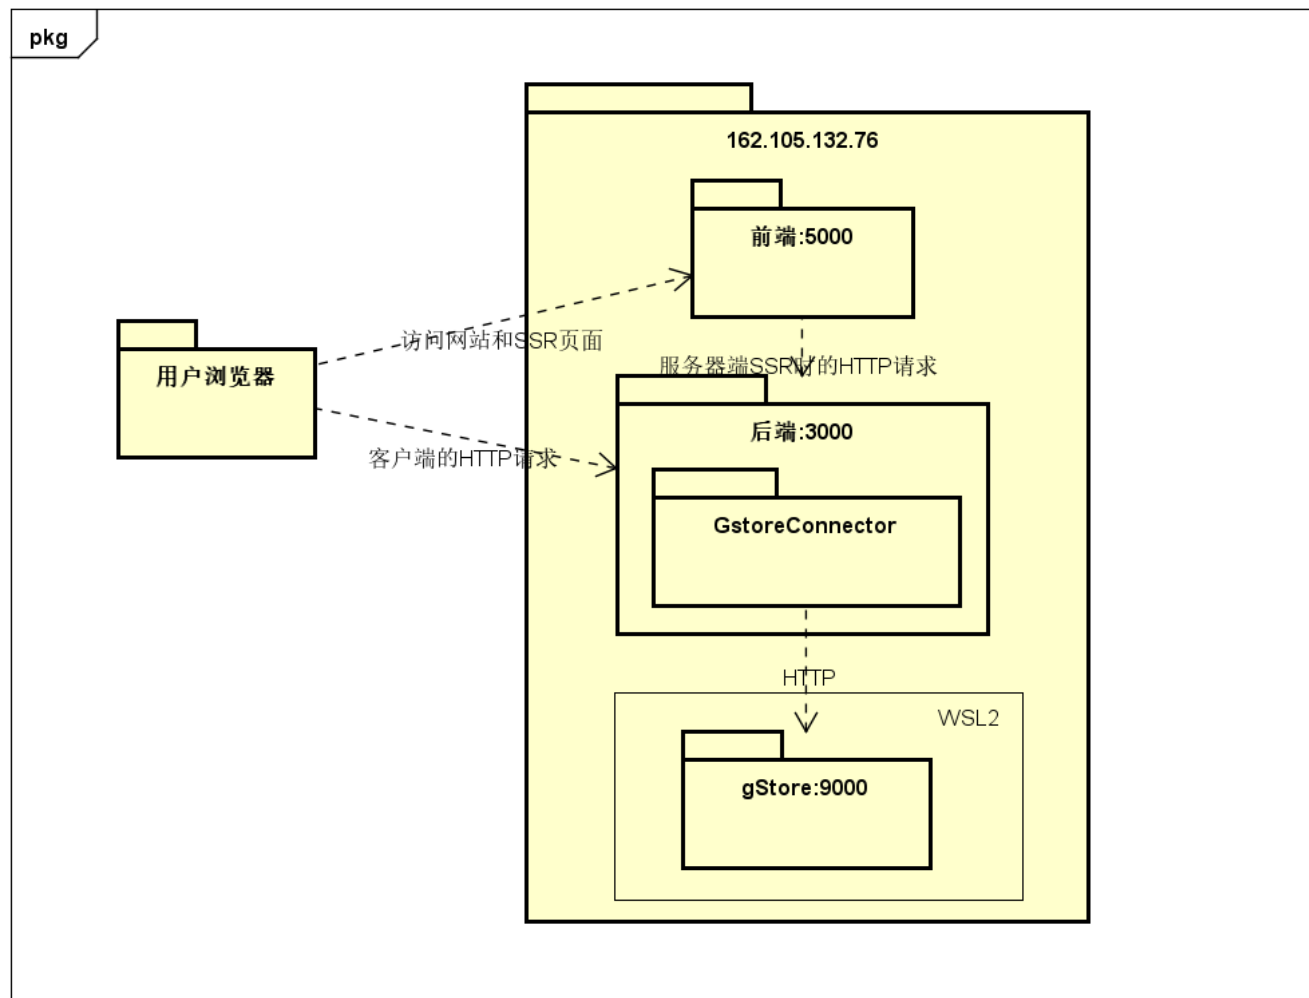 pkg
162.105.132.76
前端:5000
访问网站和SSR页面
服务器端SSR时的HTTP请求
用户浏览器
后端:3000
客户端的HTTP请求
GstoreConnector
HTTP
WSL2
gStore:9000